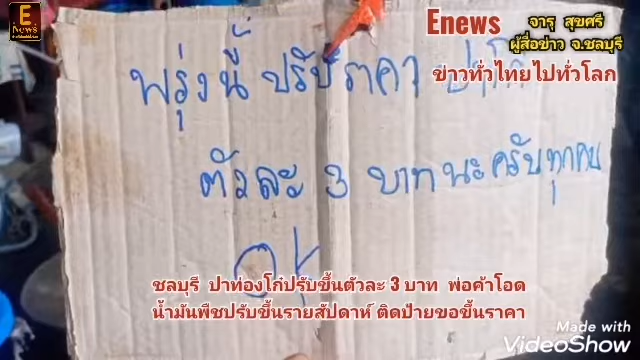 E
News
Enews
จารุ สุขศรี
ผู้สื่อข่าว จ.ชลบุรี
ข่าวทั่วไทยไปทั่วโลก
พรุ่งนี้ ปรับราคา
ตัวละ 3 บาท นะครับทุกคน
ชลบุรี ปาท่องโก๋ปรับขึ้นตัวละ 3 บาท พ่อค้าโอด
น้ำมันพืชปรับขึ้นรายสัปดาห์ ติดป้ายขอขึ้นราคา
Made with
VideoShow